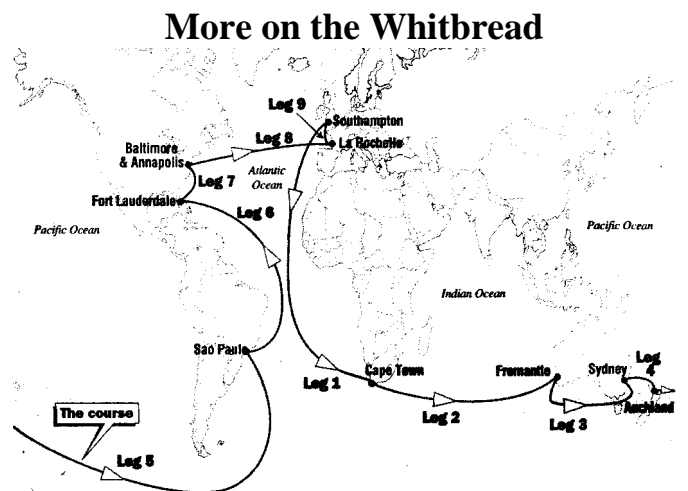 More on the Whitbread
Leg 9
Southampton
Leg 8
La Rochelle
Baltimore
& Annapolis
Atlantic
Ocean
Leg 7
Fort Lauderdale
Leg 6
Pacific Ocean
Pacific Ocean
Indian Ocean
Sao Paulo
Leg 1
Cape Town
Leg 2
Fremantle
Leg 3
Sydney
Leg
4
Auckland
The course
Leg 5